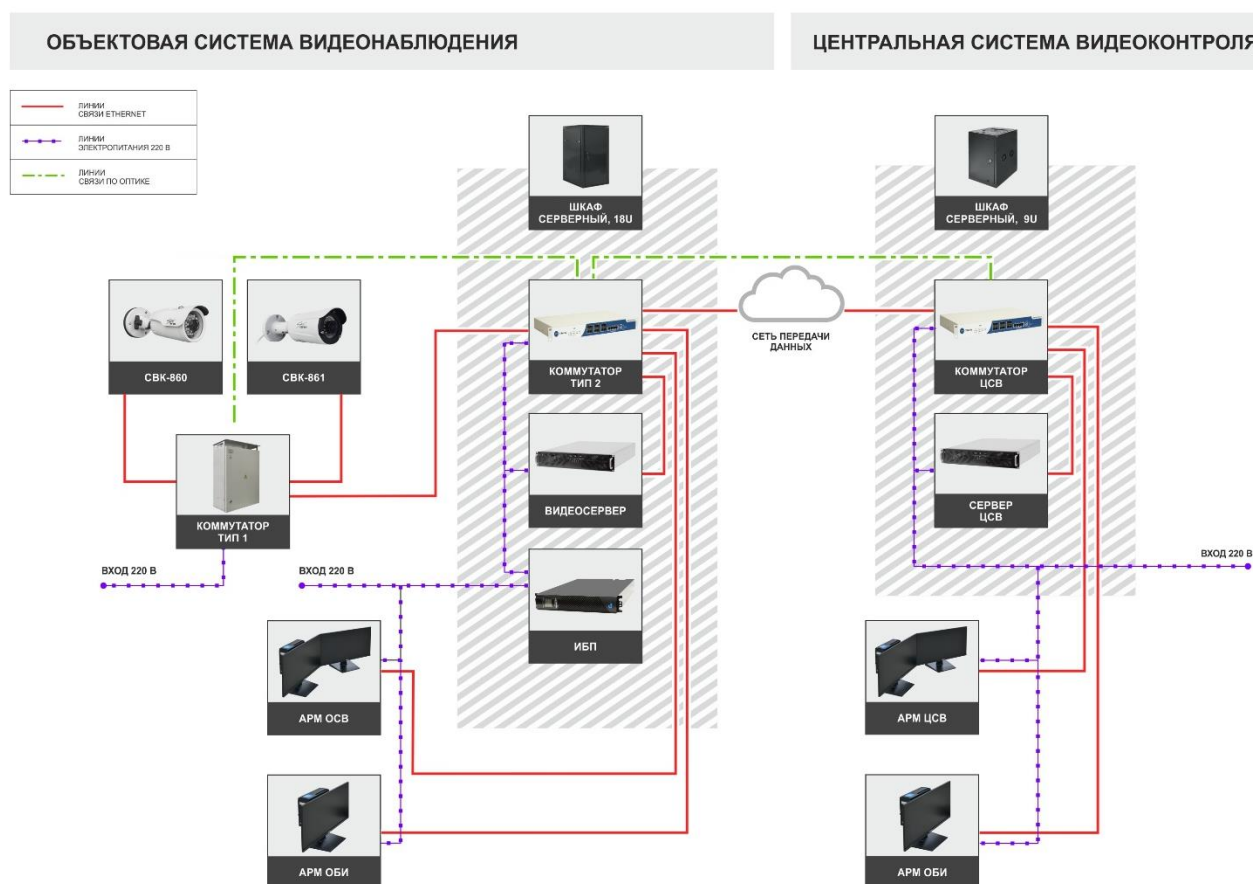 ОБЪЕКТОВАЯ СИСТЕМА ВИДЕОНАБЛЮДЕНИЯ
ЦЕНТРАЛЬНАЯ СИСТЕМА ВИДЕОКОНТРОЛЯ
ЛИНИИ
СВЯЗИ ETHERNET
ЛИНИИ
ЭЛЕКТРОПИТАНИЯ 220 В
ЛИНИИ
СВЯЗИ ПО ОПТИКЕ
ШКАФ
СЕРВЕРНЫЙ, 18U
ШКАФ
СЕРВЕРНЫЙ, 9U
СВК-860
СВК-861
КОММУТАТОР
ТИП 2
СЕТЬ ПЕРЕДАЧИ
ДАННЫХ
КОММУТАТОР
ЦСВ
КОММУТАТОР
ТИП 1
ВИДЕОСЕРВЕР
СЕРВЕР
ЦСВ
ВХОД 220 В
ВХОД 220 В
ВХОД 220 В
ИБП
АРМ ОСВ
АРМ ЦСВ
АРМ ОБИ
АРМ ОБИ